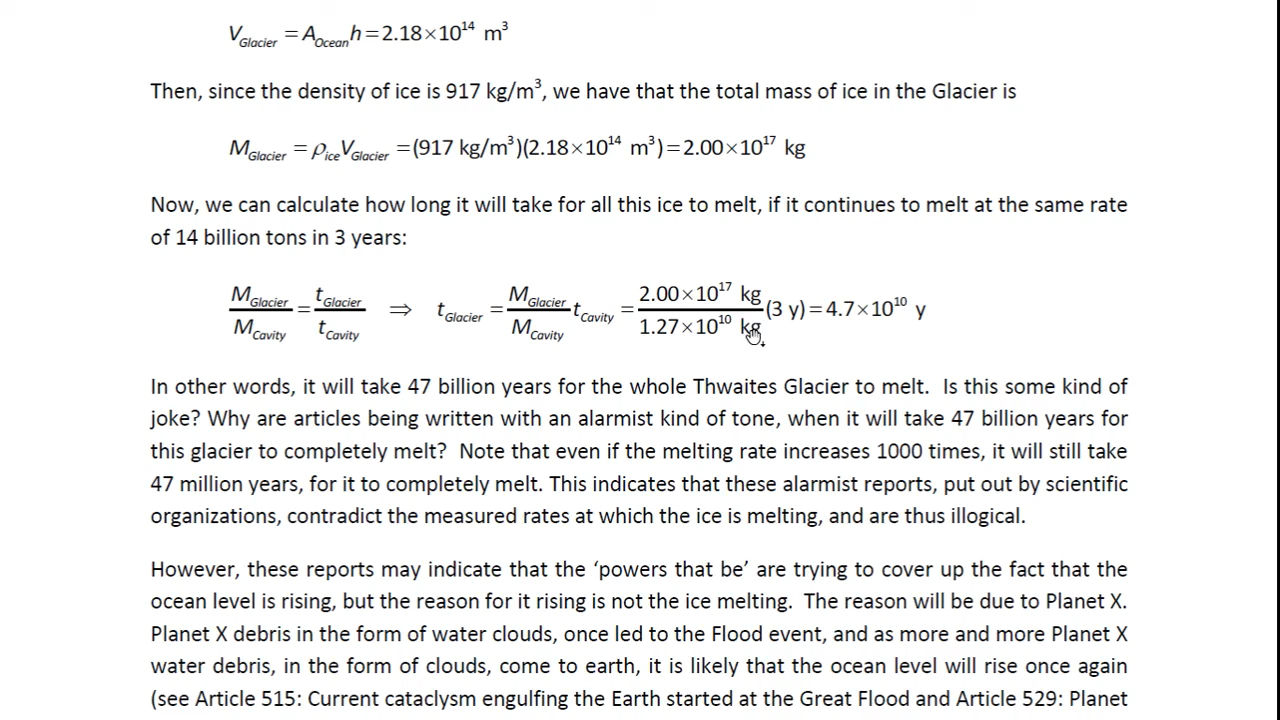 V_Glacier = A_Ocean h = 2.18×10^14 m^3
Then, since the density of ice is 917 kg/m^3, we have that the total mass of ice in the Glacier is
M_Glacier = ρ_ice V_Glacier = (917 kg/m^3)(2.18×10^14 m^3) = 2.00×10^17 kg
Now, we can calculate how long it will take for all this ice to melt, if it continues to melt at the same rate
of 14 billion tons in 3 years:
M_Glacier / M_Cavity = t_Glacier / t_Cavity ⇒ t_Glacier = M_Glacier / M_Cavity t_Cavity = 2.00×10^17 kg / 1.27×10^10 kg (3 y) = 4.7×10^10 y
In other words, it will take 47 billion years for the whole Thwaites Glacier to melt. Is this some kind of
joke? Why are articles being written with an alarmist kind of tone, when it will take 47 billion years for
this glacier to completely melt? Note that even if the melting rate increases 1000 times, it will still take
47 million years, for it to completely melt. This indicates that these alarmist reports, put out by scientific
organizations, contradict the measured rates at which the ice is melting, and are thus illogical.
However, these reports may indicate that the ‘powers that be’ are trying to cover up the fact that the
ocean level is rising, but the reason for it rising is not the ice melting. The reason will be due to Planet X.
Planet X debris in the form of water clouds, once led to the Flood event, and as more and more Planet X
water debris, in the form of clouds, come to earth, it is likely that the ocean level will rise once again
(see Article 515: Current cataclysm engulfing the Earth started at the Great Flood and Article 529: Planet